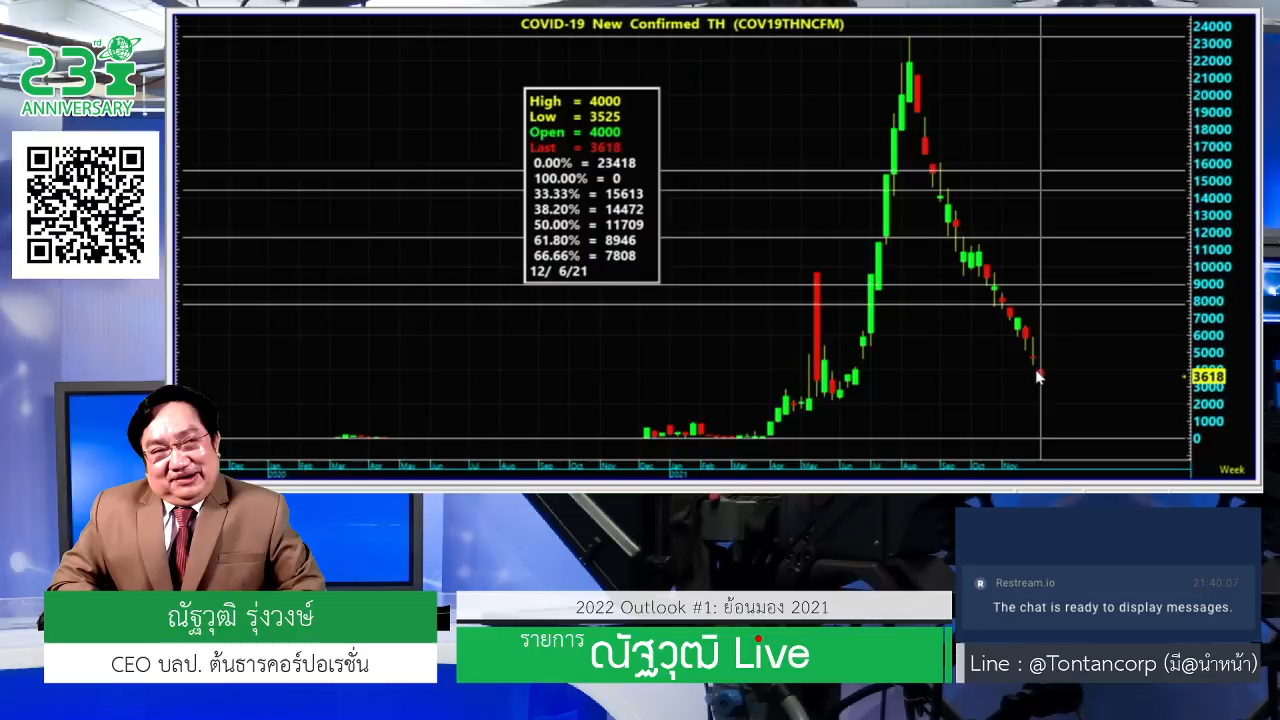 23rd
ANNIVERSARY
COVID-19 New Confirmed TH (COV19THNCFM)
High = 4000
Low = 3525
Open = 4000
Last = 3618
0.00% = 23418
100.00% = 0
33.33% = 15613
38.20% = 14472
50.00% = 11709
61.80% = 8946
66.66% = 7808
12/ 6/21
24000
23000
22000
21000
20000
19000
18000
17000
16000
15000
14000
13000
12000
11000
10000
9000
8000
7000
6000
5000
3618
3000
2000
1000
0
Dec Jan Feb Mar Apr May Jun Jul Aug Sep Oct Nov Dec Jan Feb Mar Apr May Jun Jul Aug Sep Oct Nov
2020 2021
Week
ณัฐวุฒิ รุ่งวงษ์
CEO บลป. ต้นธารคอร์ปอเรชั่น
2022 Outlook #1: ย้อนมอง 2021
รายการ ณัฐวุฒิ Live
R Restream.io 21:40:07
The chat is ready to display messages.
Line : @Tontancorp (มี@นำหน้า)